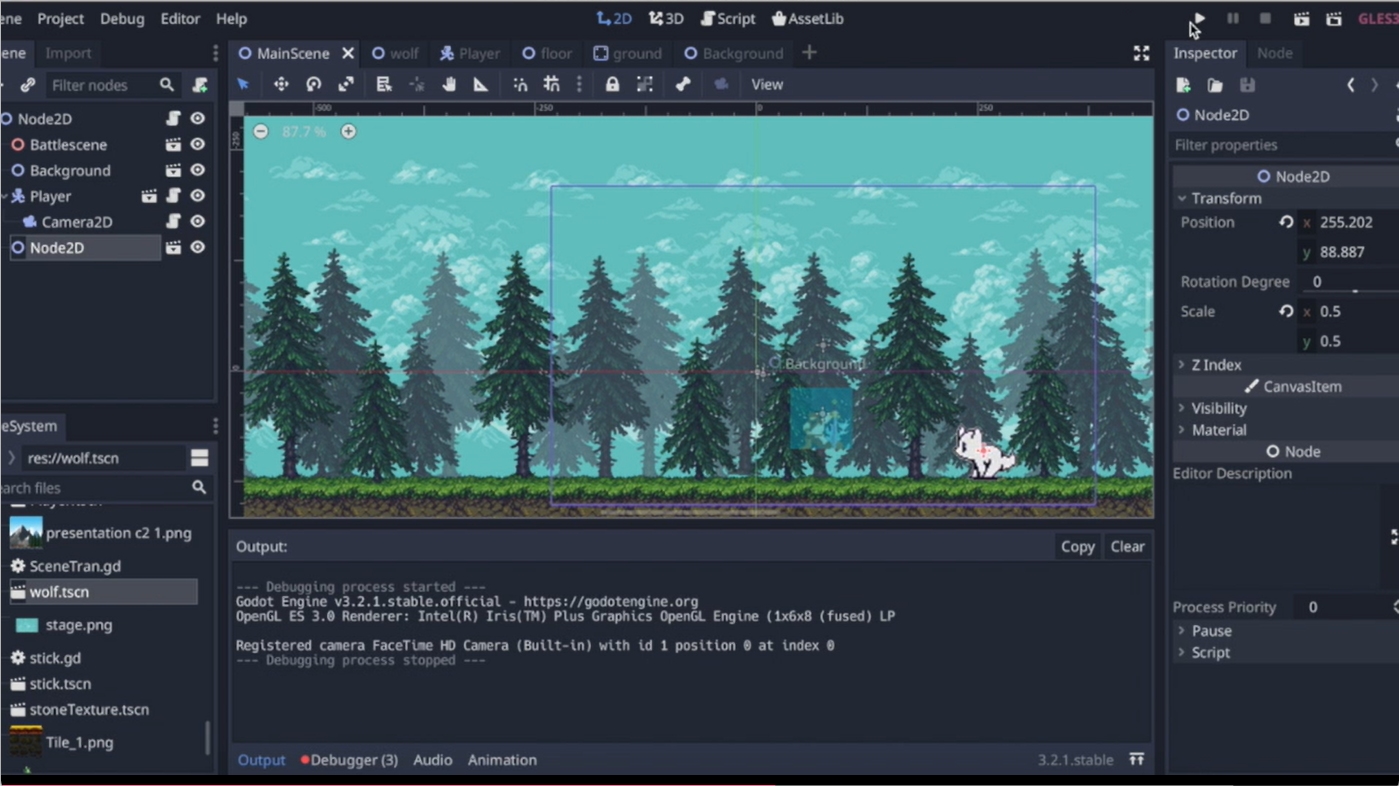 ene Project Debug Editor Help 2D 3D Script AssetLib GLES3
ene Import MainScene wolf Player floor ground Background Inspector Node
Filter nodes View
Node2D
Battlescene
Background
Player
Camera2D
Node2D
eSystem
res://wolf.tscn
earch files
presentation c2 1.png
SceneTran.gd
wolf.tscn
stage.png
stick.gd
stick.tscn
stoneTexture.tscn
Tile_1.png
-500 -250 0 250
-250
0
87.7 %
Background
Output: Copy Clear
--- Debugging process started ---
Godot Engine v3.2.1.stable.official - https://godotengine.org
OpenGL ES 3.0 Renderer: Intel(R) Iris(TM) Plus Graphics OpenGL Engine (1x6x8 (fused) LP
Registered camera FaceTime HD Camera (Built-in) with id 1 position 0 at index 0
--- Debugging process stopped ---
Output Debugger (3) Audio Animation 3.2.1.stable
Node2D
Filter properties
Node2D
Transform
Position x 255.202
y 88.887
Rotation Degree 0
Scale x 0.5
y 0.5
Z Index
CanvasItem
Visibility
Material
Node
Editor Description
Process Priority 0
Pause
Script